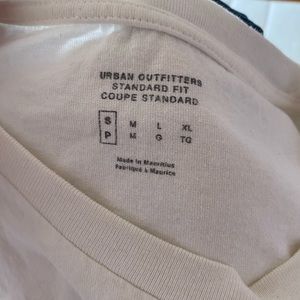 URBAN OUTFITTERS
STANDARD FIT
COUPE STANDARD
S M L XL
P M G TG
Made in Mauritius
Fabriqué à Maurice